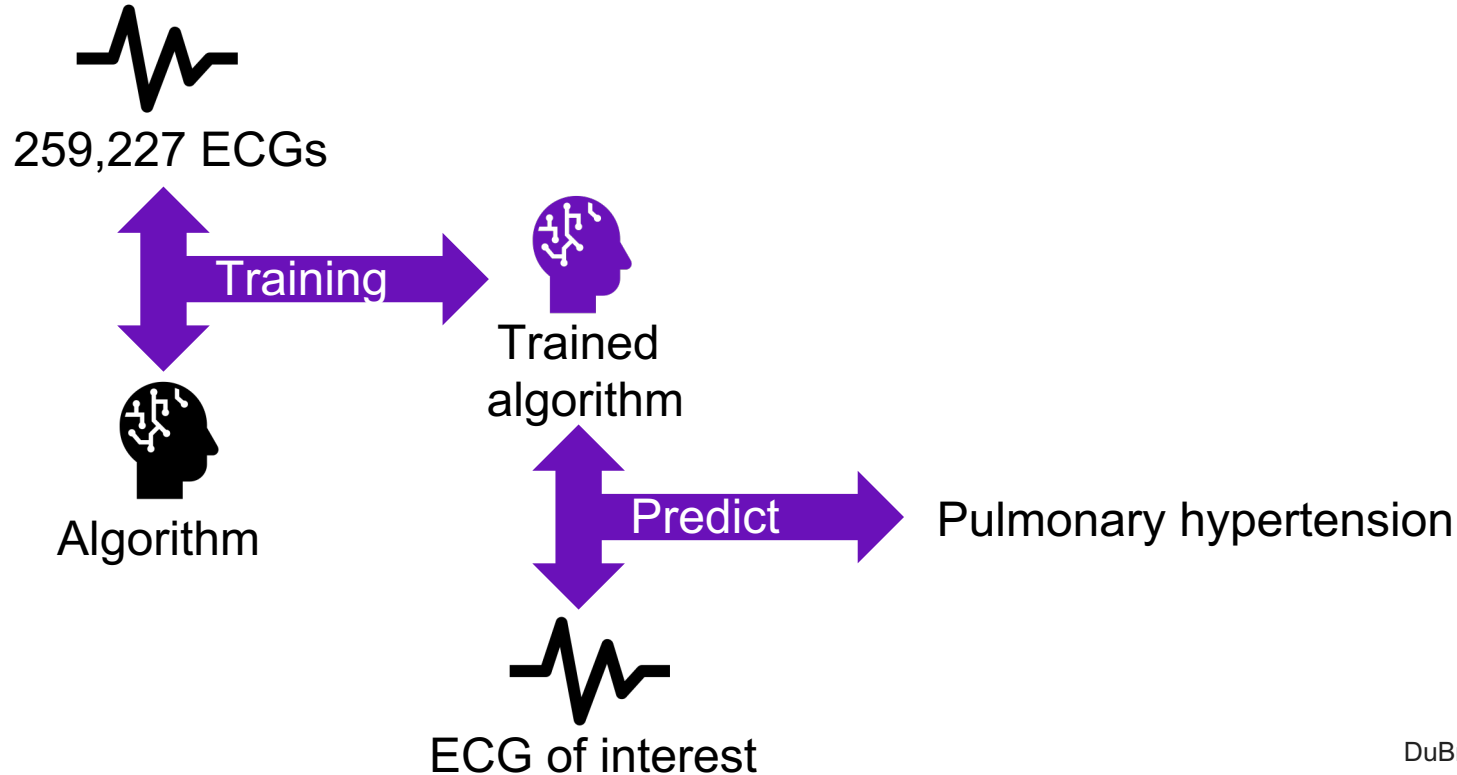 259,227 ECGs
Training
Trained
algorithm
Algorithm
Predict
Pulmonary hypertension
ECG of interest